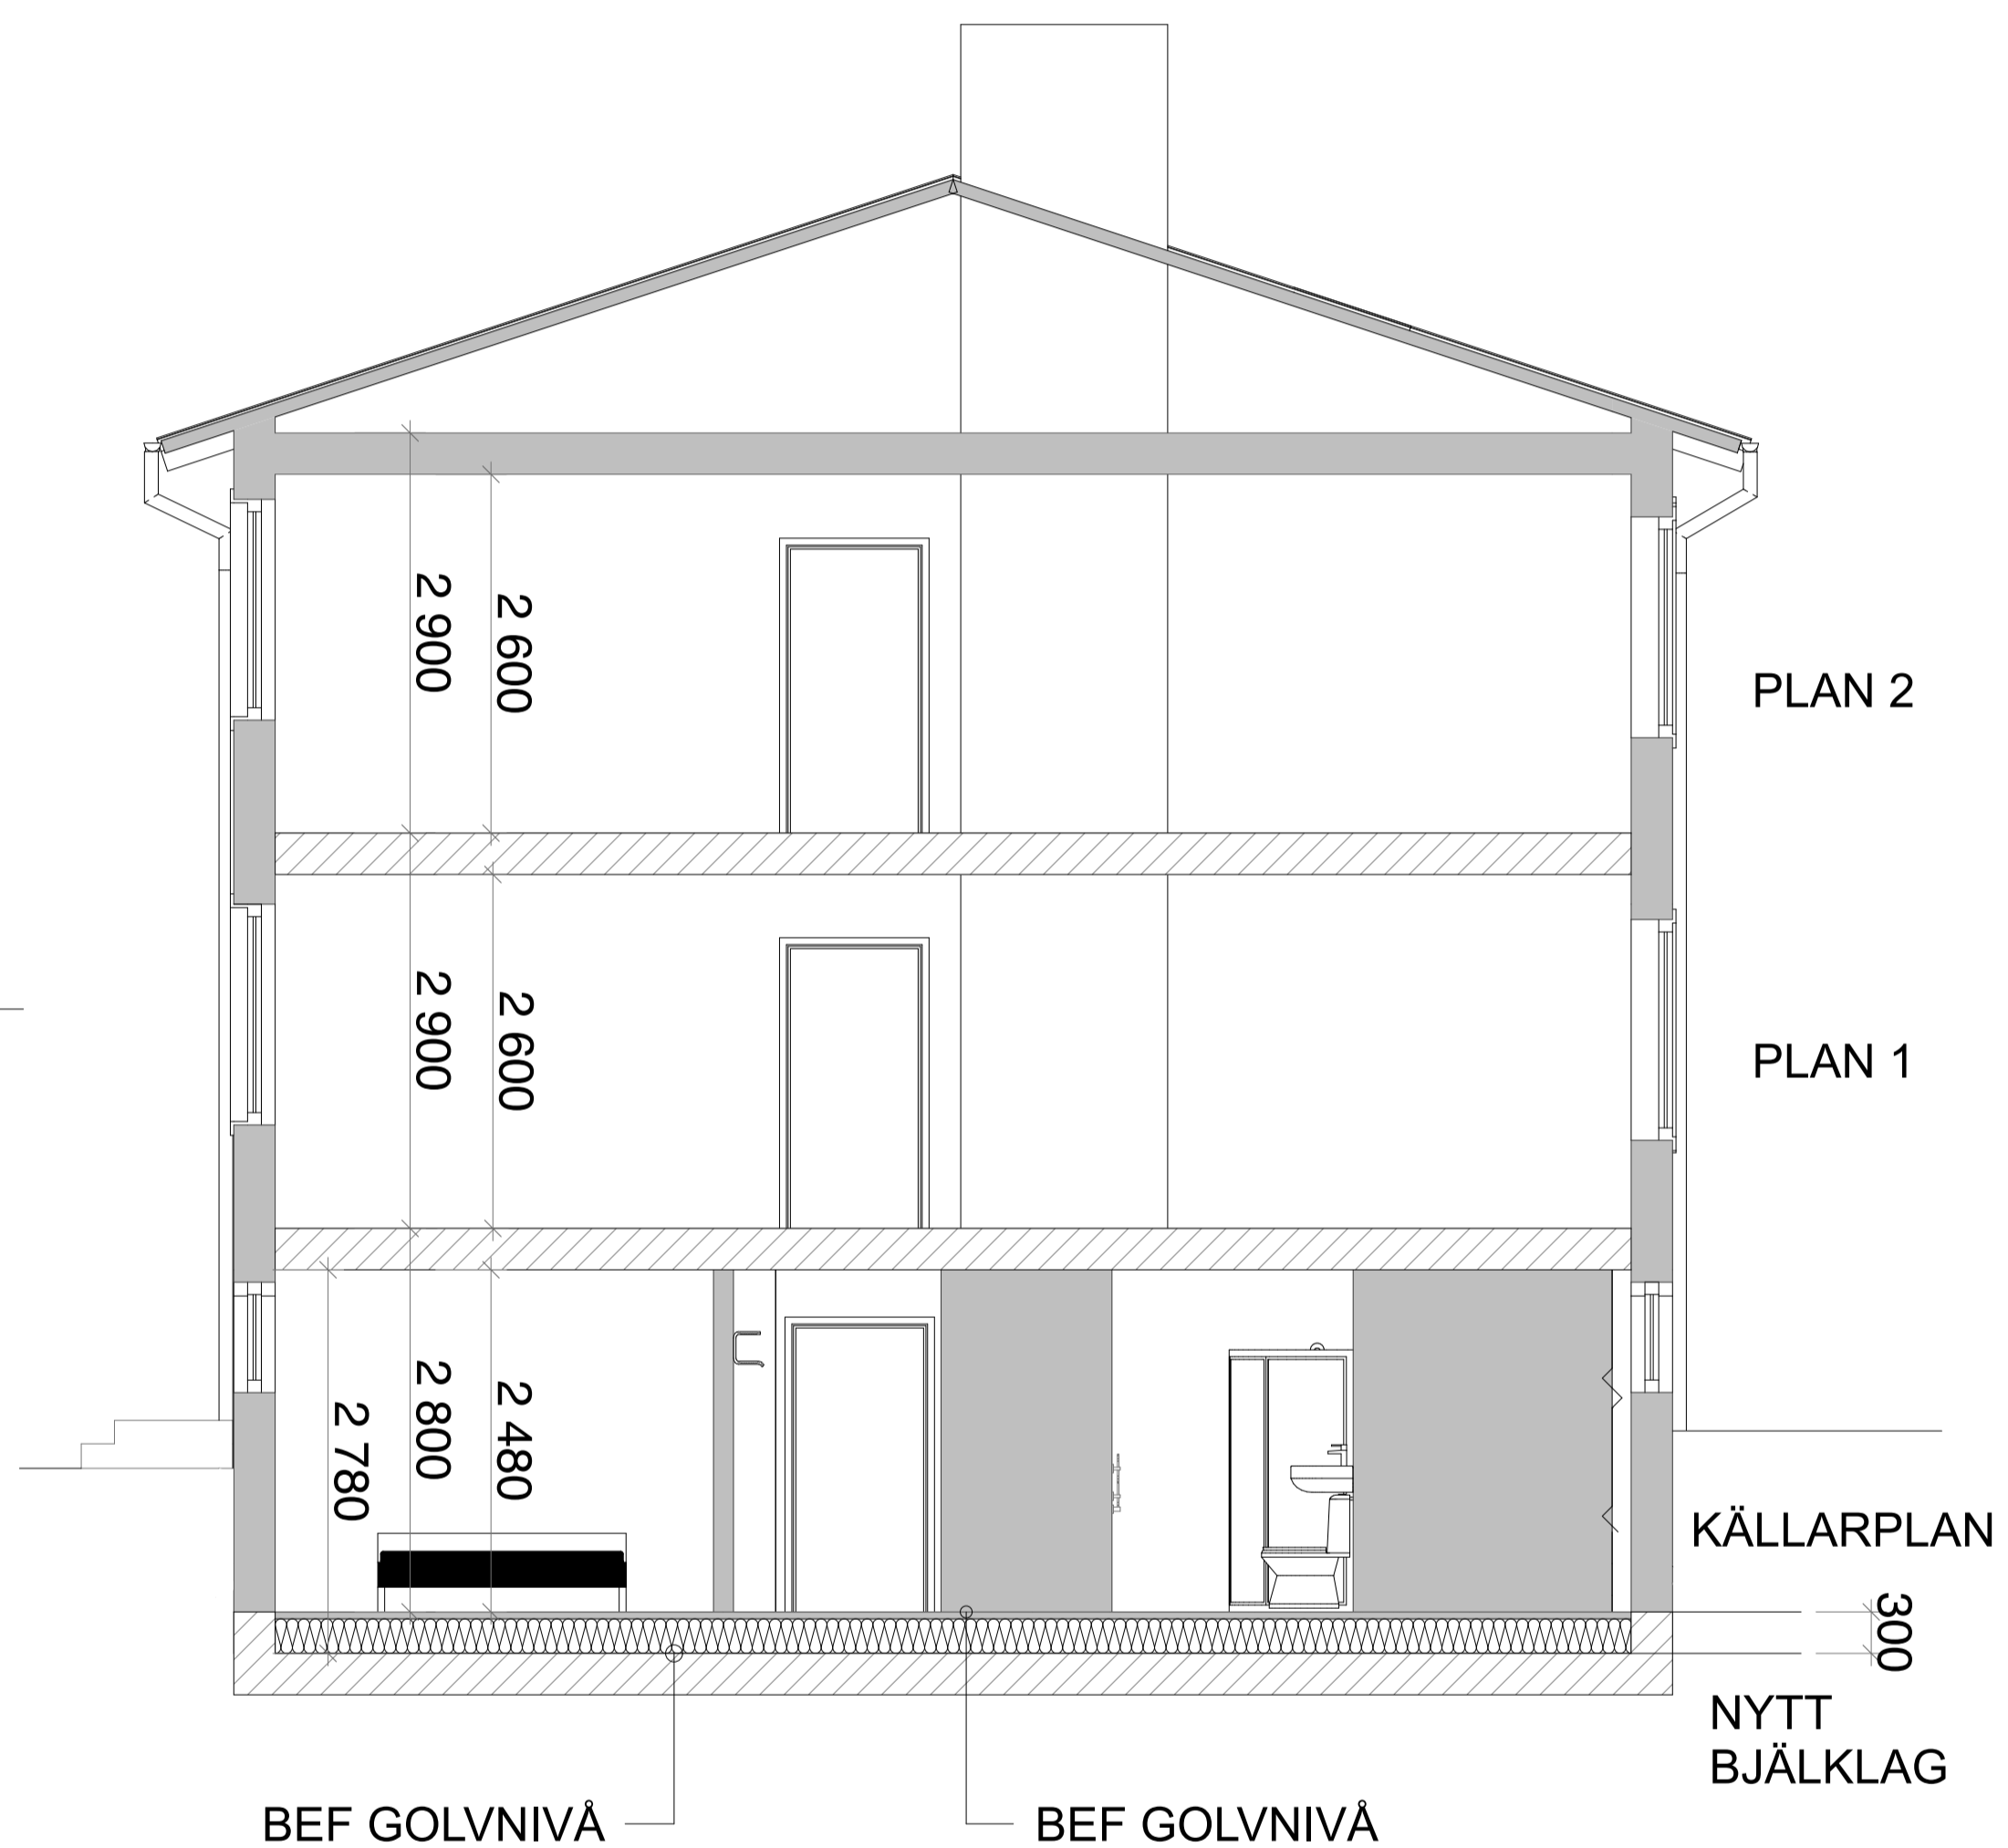 2 900
2 600
PLAN 2
2 900
2 600
PLAN 1
2 780
2 800
2 480
KÄLLARPLAN
300
NYTT
BJÄLKLAG
BEF GOLVNIVÅ
BEF GOLVNIVÅ